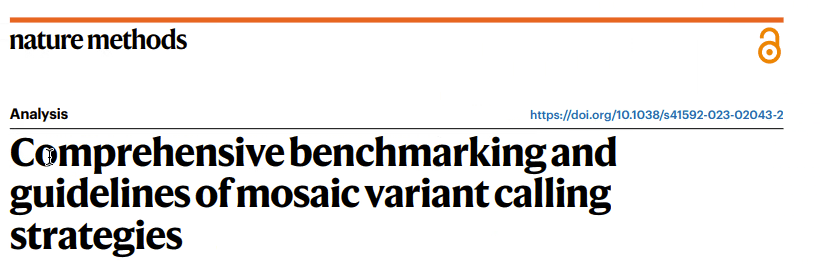 nature methods
Analysis
https://doi.org/10.1038/s41592-023-02043-2
Comprehensive benchmarking and
guidelines of mosaic variant calling
strategies